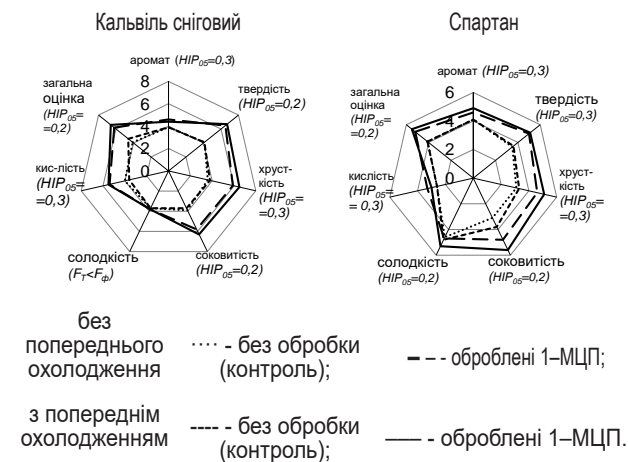 Кальвіль сніговий
Спартан
аромат (НІР05=0,3)
8
6
4
2
0
твердість
(НІР05=0,2)
хруст-
кість
(НІР05=
=0,3)
соковитість
(НІР05=0,2)
солодкість
(FТ<Fф)
кис-лість
(НІР05=
=0,3)
загальна
оцінка
(НІР05=
=0,2)
аромат (НІР05=0,3)
6
4
2
0
твердість
(НІР05=0,3)
хруст-
кість
(НІР05=
=0,3)
соковитість
(НІР05=0,2)
солодкість
(НІР05=0,2)
кислість
(НІР05=
= 0,3)
загальна
оцінка
(НІР05=
=0,2)
без
попереднього
охолодження
···· - без обробки
(контроль);
– – - оброблені 1–МЦП;
з попереднім
охолодженням
---- - без обробки
(контроль);
—— - оброблені 1–МЦП.